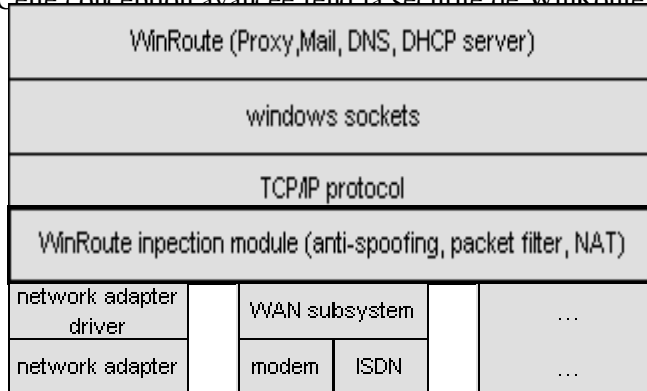 WinRoute (Proxy,Mail, DNS, DHCP server)
windows sockets
TCP/IP protocol
WinRoute inpection module (anti-spoofing, packet filter, NAT)
network adapter driver
WAN subsystem
...
network adapter
modem
ISDN
...